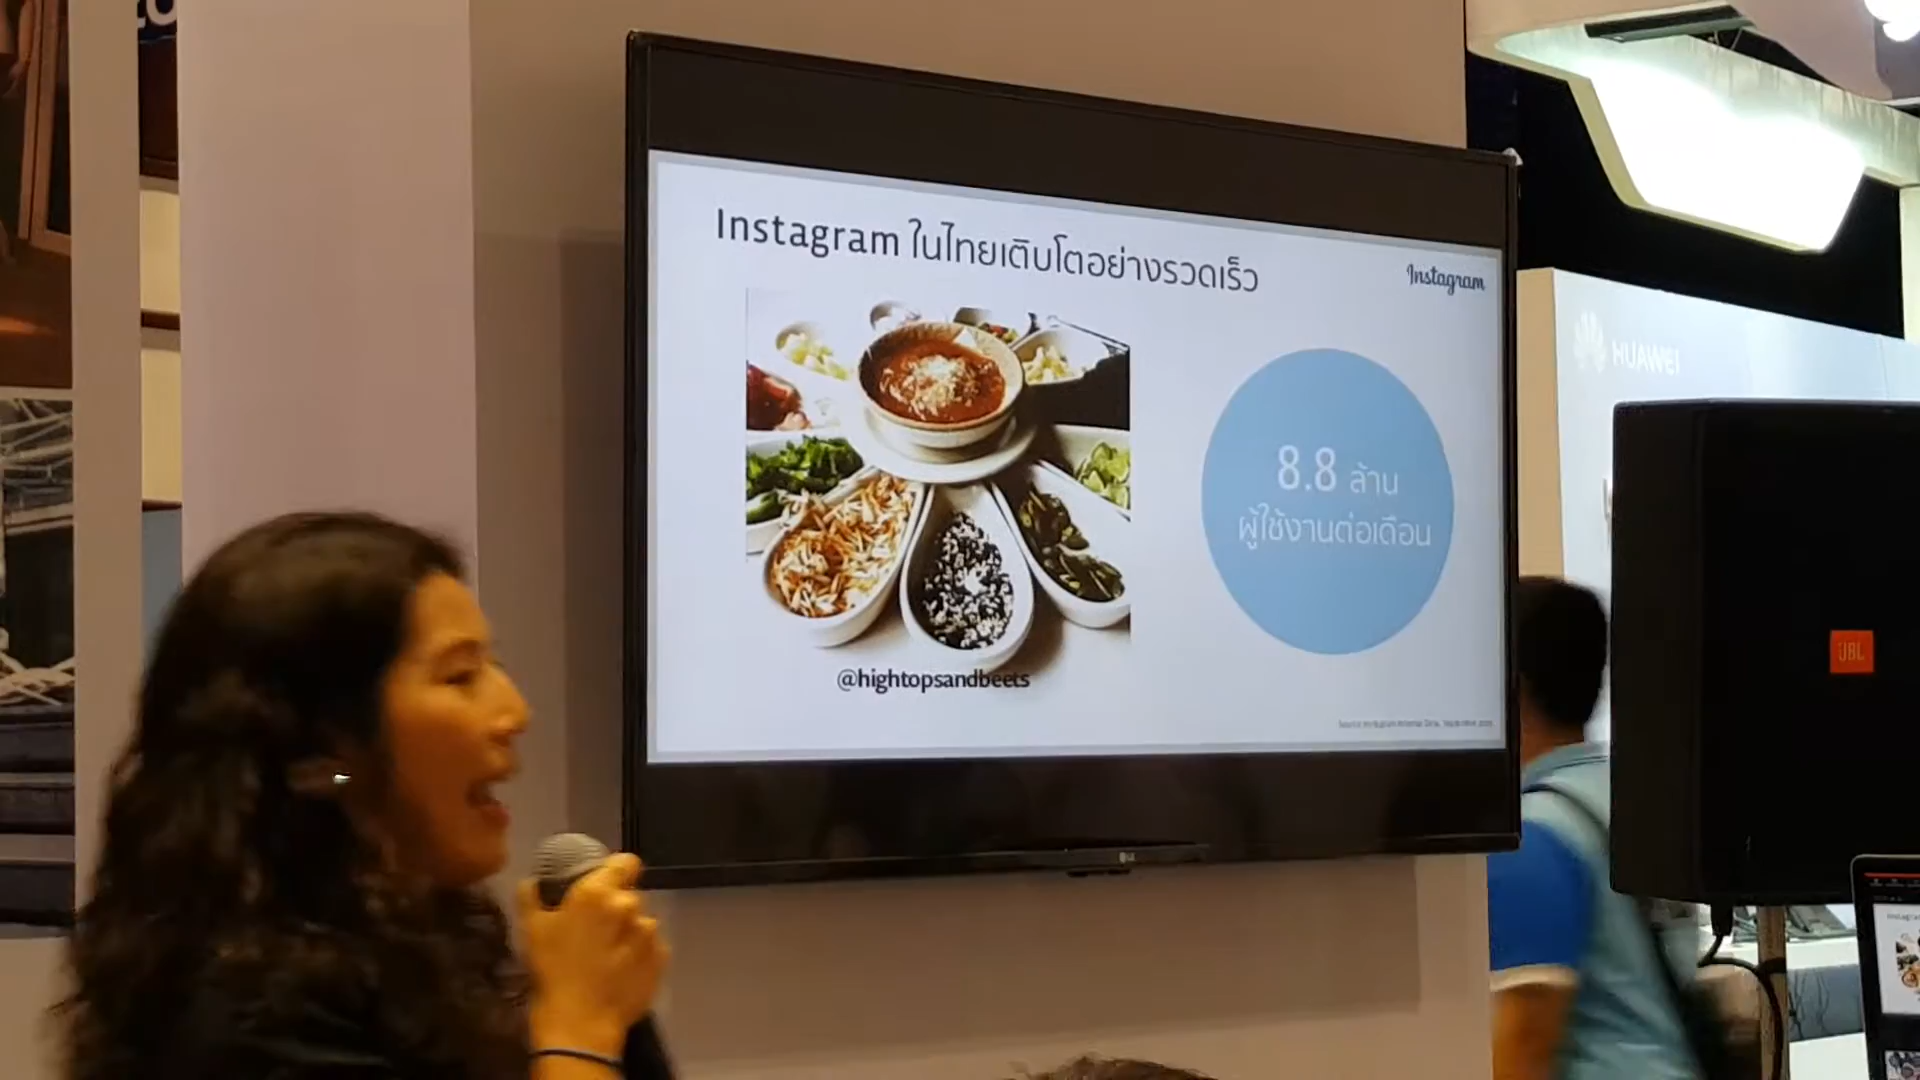 Instagram ในไทยเติบโตอย่างรวดเร็ว
Instagram
8.8 ล้าน
ผู้ใช้งานต่อเดือน
@hightopsandbeets
HUAWEI
JBL
LG